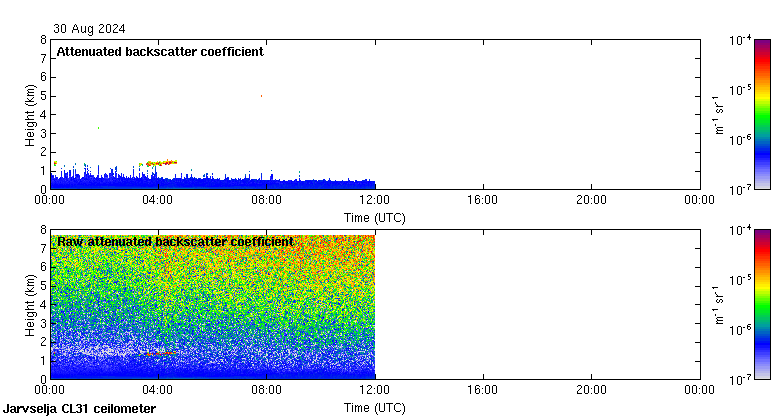 30 Aug 2024
Attenuated backscatter coefficient
Height (km)
8
7
6
5
4
3
2
1
0
00:00 04:00 08:00 12:00 16:00 20:00 00:00
Time (UTC)
10-4
10-5
10-6
10-7
m-1 sr-1
Raw attenuated backscatter coefficient
Height (km)
8
7
6
5
4
3
2
1
0
00:00 04:00 08:00 12:00 16:00 20:00 00:00
Time (UTC)
10-4
10-5
10-6
10-7
m-1 sr-1
Jarvselja CL31 ceilometer